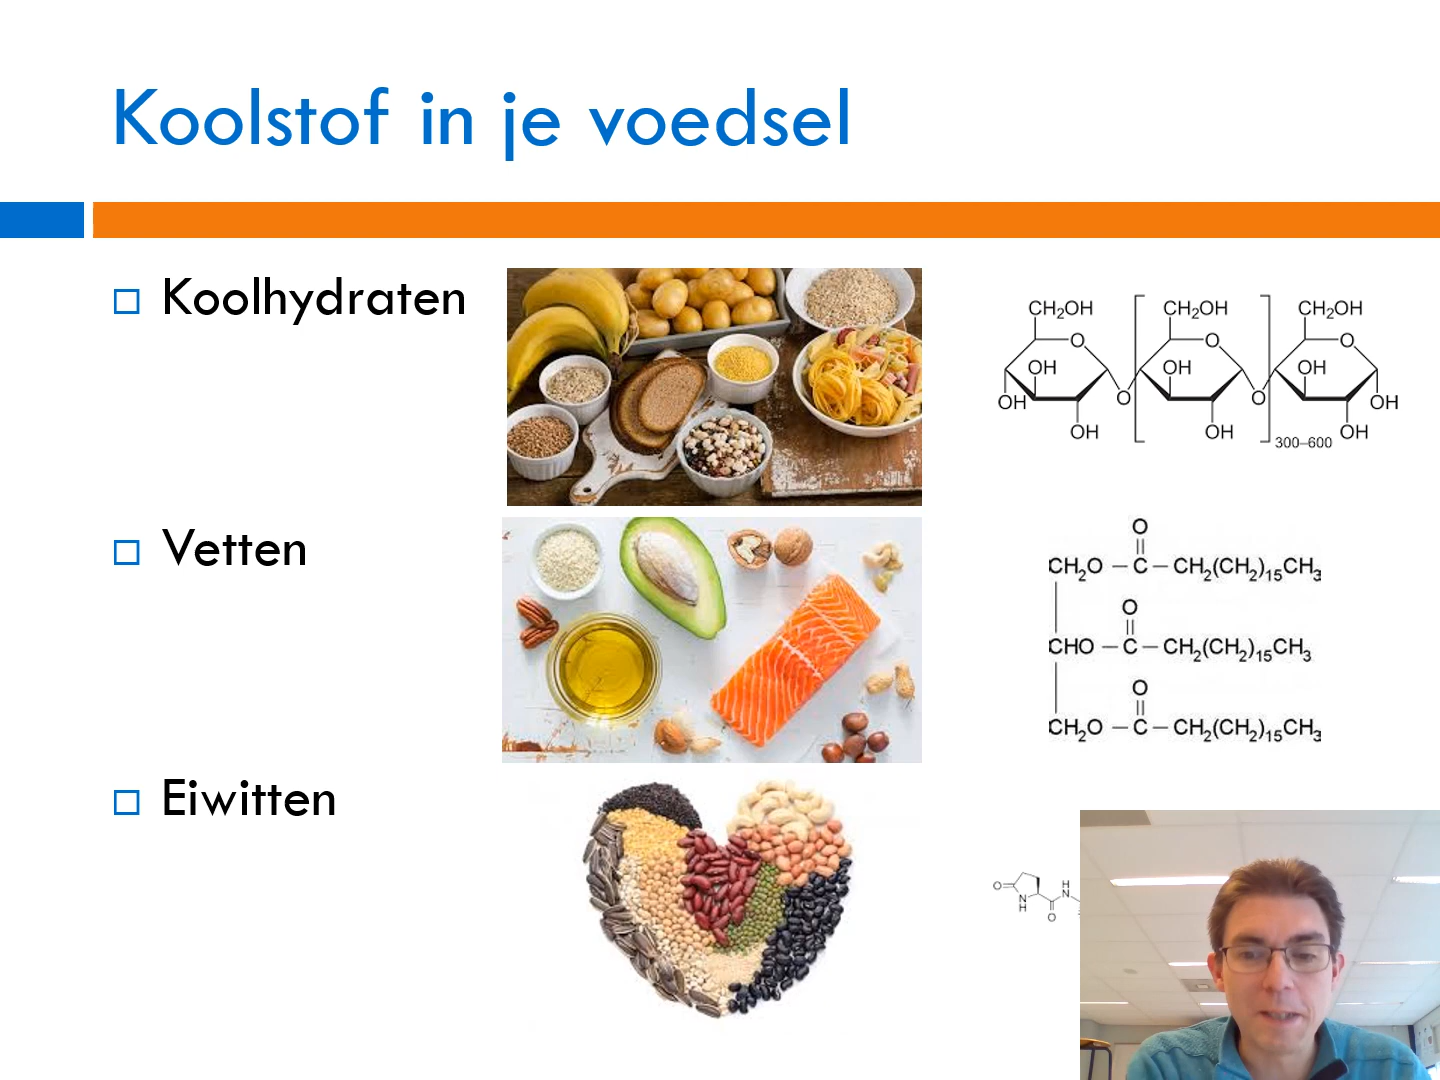 Koolstof in je voedsel
Koolhydraten
CH₂OH CH₂OH CH₂OH
O O O
OH OH OH
OH O O OH
OH OH OH
300–600
Vetten
O
CH₂O – C – CH₂(CH₂)₁₅CH₃
O
CHO – C – CH₂(CH₂)₁₅CH₃
O
CH₂O – C – CH₂(CH₂)₁₅CH₃
Eiwitten
O N H H N O